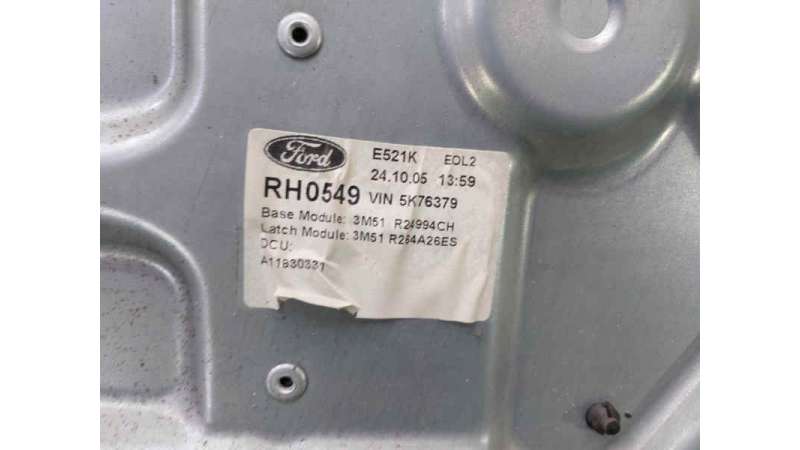 Ford E521K EOL2
24.10.05 13:59
RH0549 VIN 5K76379
Base Module: 3M51 R24994CH
Latch Module: 3M51 R264A26ES
DCU:
A11830331